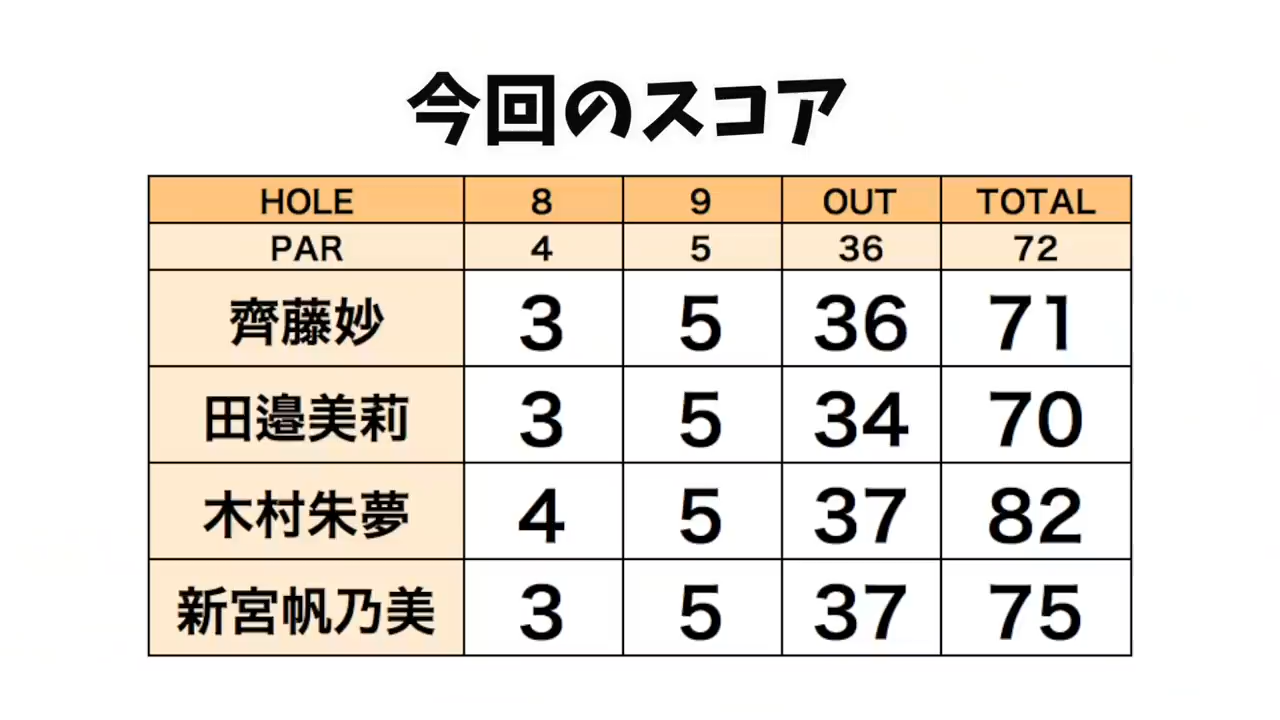 今回のスコア
HOLE 8 9 OUT TOTAL
PAR 4 5 36 72
齊藤妙 3 5 36 71
田邉美莉 3 5 34 70
木村朱夢 4 5 37 82
新宮帆乃美 3 5 37 75